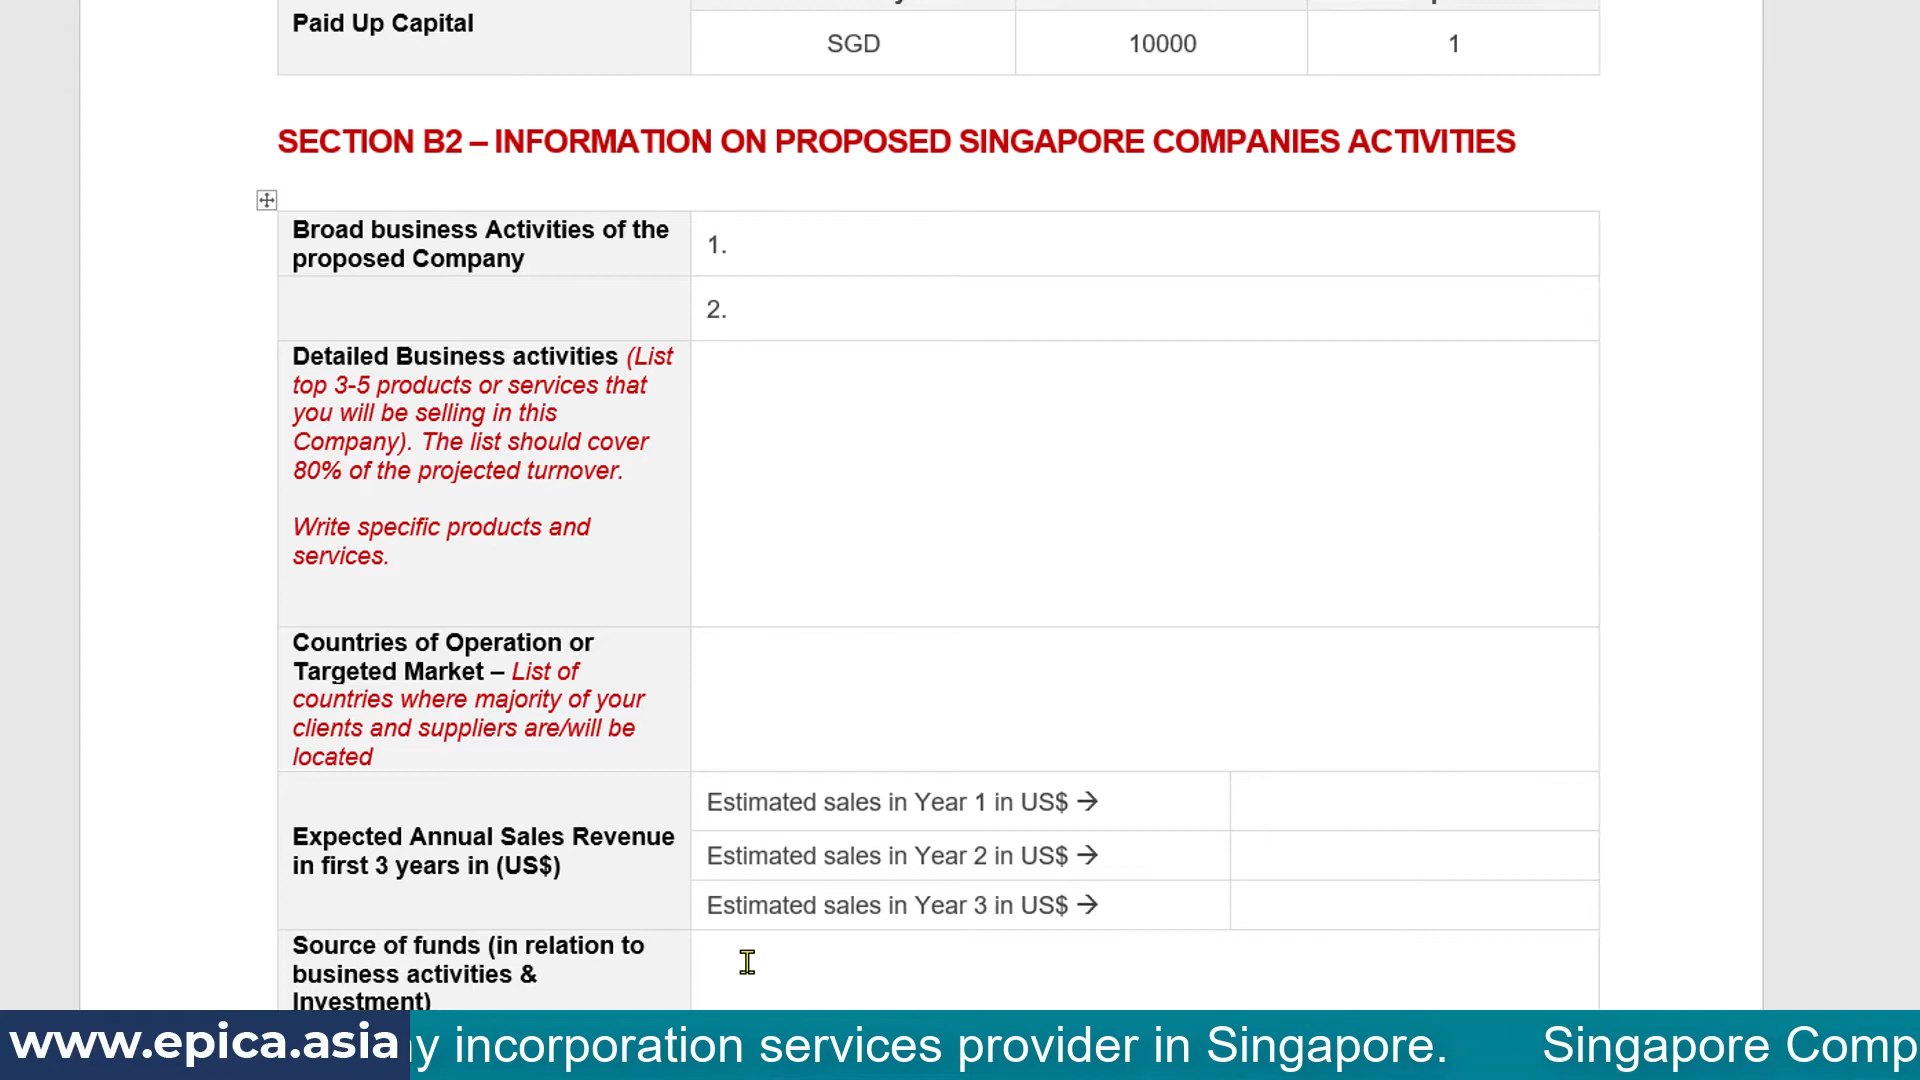 Paid Up Capital
SGD 10000 1
SECTION B2 – INFORMATION ON PROPOSED SINGAPORE COMPANIES ACTIVITIES
Broad business Activities of the
proposed Company
1.
2.
Detailed Business activities (List
top 3-5 products or services that
you will be selling in this
Company). The list should cover
80% of the projected turnover.
Write specific products and
services.
Countries of Operation or
Targeted Market – List of
countries where majority of your
clients and suppliers are/will be
located
Expected Annual Sales Revenue
in first 3 years in (US$)
Estimated sales in Year 1 in US$ →
Estimated sales in Year 2 in US$ →
Estimated sales in Year 3 in US$ →
Source of funds (in relation to
business activities &
Investment)
www.epica.asia
y incorporation services provider in Singapore. Singapore Comp